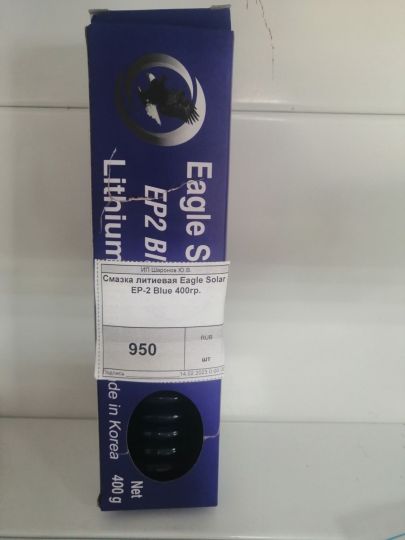 Eagle S
EP2 Bl
Lithium
ИП Шаронов Ю.В.
Смазка литиевая Eagle Solar
EP-2 Blue 400гр.
950
RUB
шт
Подпись
14.02.2023
de in Korea
Net
400 g